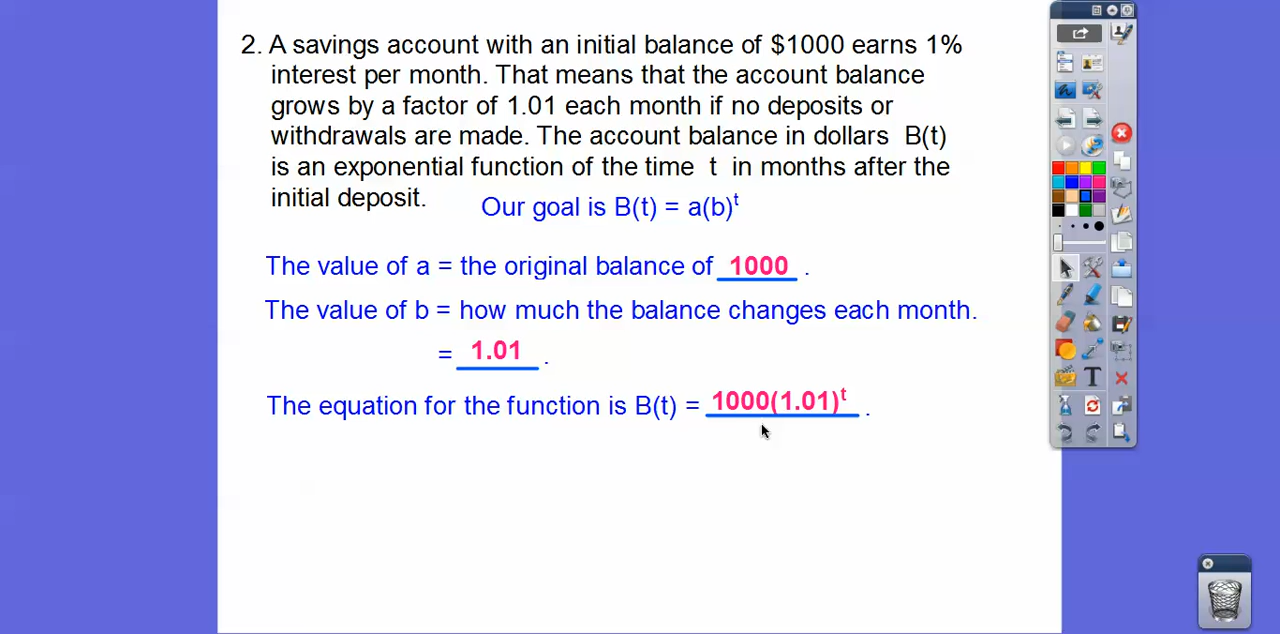 2. A savings account with an initial balance of $1000 earns 1%
interest per month. That means that the account balance
grows by a factor of 1.01 each month if no deposits or
withdrawals are made. The account balance in dollars B(t)
is an exponential function of the time t in months after the
initial deposit.
Our goal is B(t) = a(b)^t
The value of a = the original balance of 1000 .
The value of b = how much the balance changes each month.
= 1.01 .
The equation for the function is B(t) = 1000(1.01)^t .
T